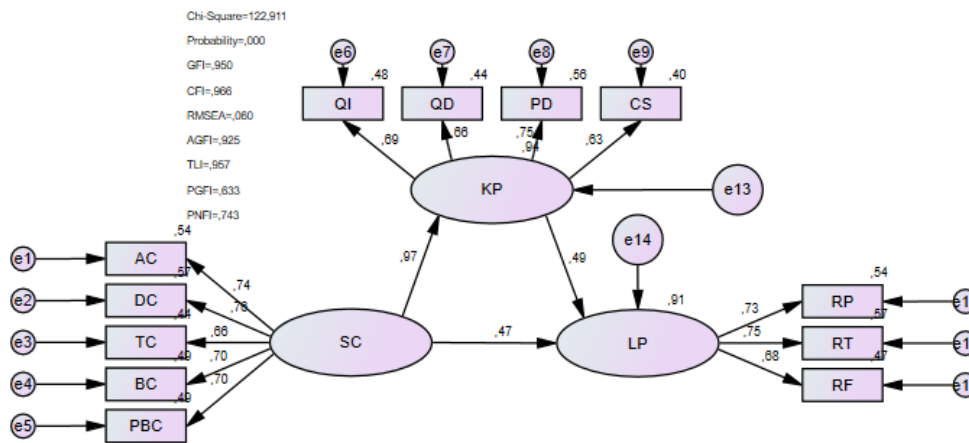 Chi-Square=122,911
Probability=,000
GFI=,950
CFI=,966
RMSEA=,060
AGFI=,925
TLI=,957
PGFI=,633
PNFI=,743
e6 e7 e8 e9
,48 ,44 ,56 ,40
QI QD PD CS
,69 ,66 ,75 ,63
,94
KP
e13
e14
,97 ,49
,54
e1 AC
,57
,74
e2 DC
,44
e3 TC
,66
,49
e4 BC
,70
,49
,70
e5 PBC
SC
,47
,91
LP
,54
,73
RP e1
,57
,75
RT e1
,47
,68
RF e1